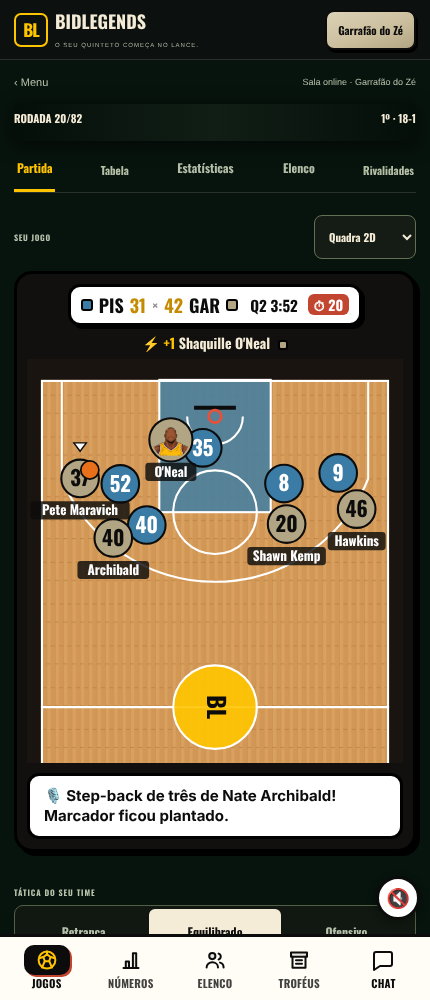 BL
BIDLEGENDS
O SEU QUINTETO COMEÇA NO LANCE.
Garrafão do Zé
‹ Menu
Sala online · Garrafão do Zé
RODADA 20/82
1º · 18-1
Partida
Tabela
Estatísticas
Elenco
Rivalidades
SEU JOGO
Quadra 2D
PIS 31 × 42 GAR Q2 3:52 ⏱ 20
⚡ +1 Shaquille O'Neal
35
O'Neal
37
52
Pete Maravich
40
40
Archibald
8
9
20
46
Hawkins
Shawn Kemp
BL
🎙️ Step-back de três de Nate Archibald!
Marcador ficou plantado.
TÁTICA DO SEU TIME
Retranca
Equilibrado
Ofensivo
JOGOS
NÚMEROS
ELENCO
TROFÉUS
CHAT